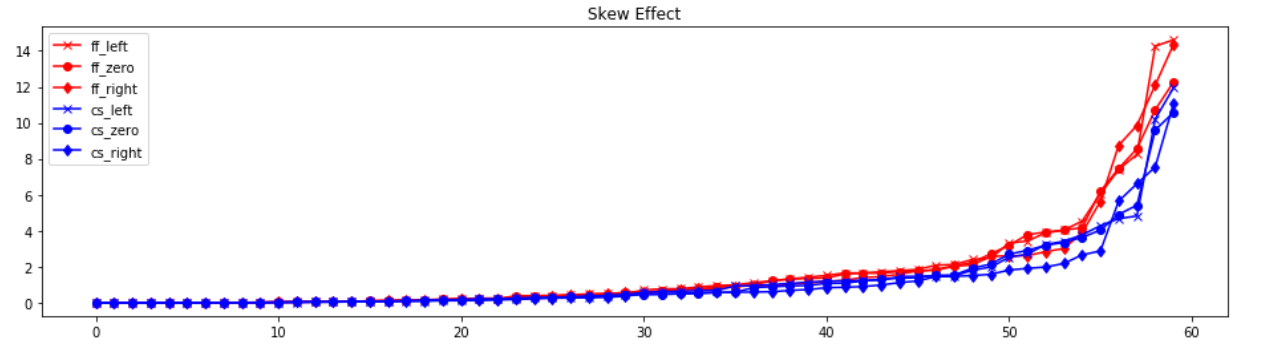 Skew Effect
14
12
10
8
6
4
2
0
ff_left
ff_zero
ff_right
cs_left
cs_zero
cs_right
0 10 20 30 40 50 60